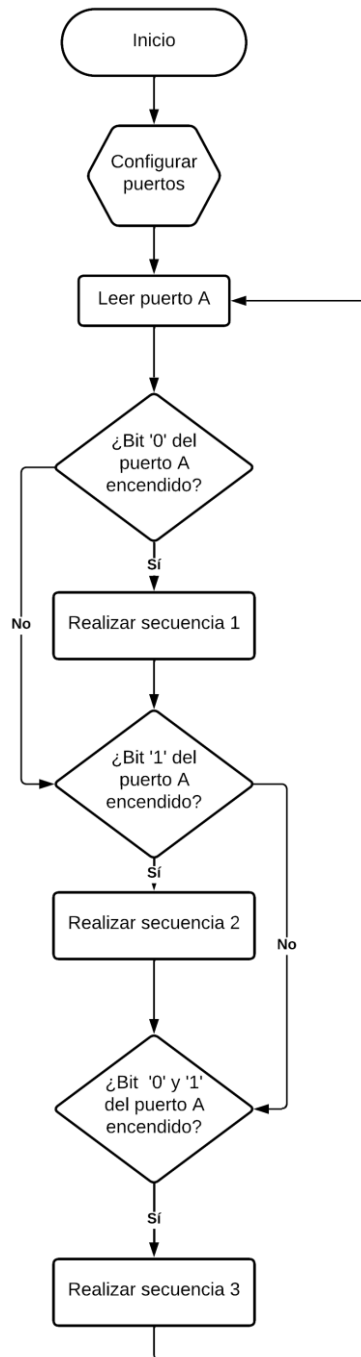 Inicio
Configurar
puertos
Leer puerto A
¿Bit '0' del
puerto A
encendido?
Sí
No
Realizar secuencia 1
¿Bit '1' del
puerto A
encendido?
Sí
No
Realizar secuencia 2
¿Bit '0' y '1'
del puerto A
encendido?
Sí
Realizar secuencia 3